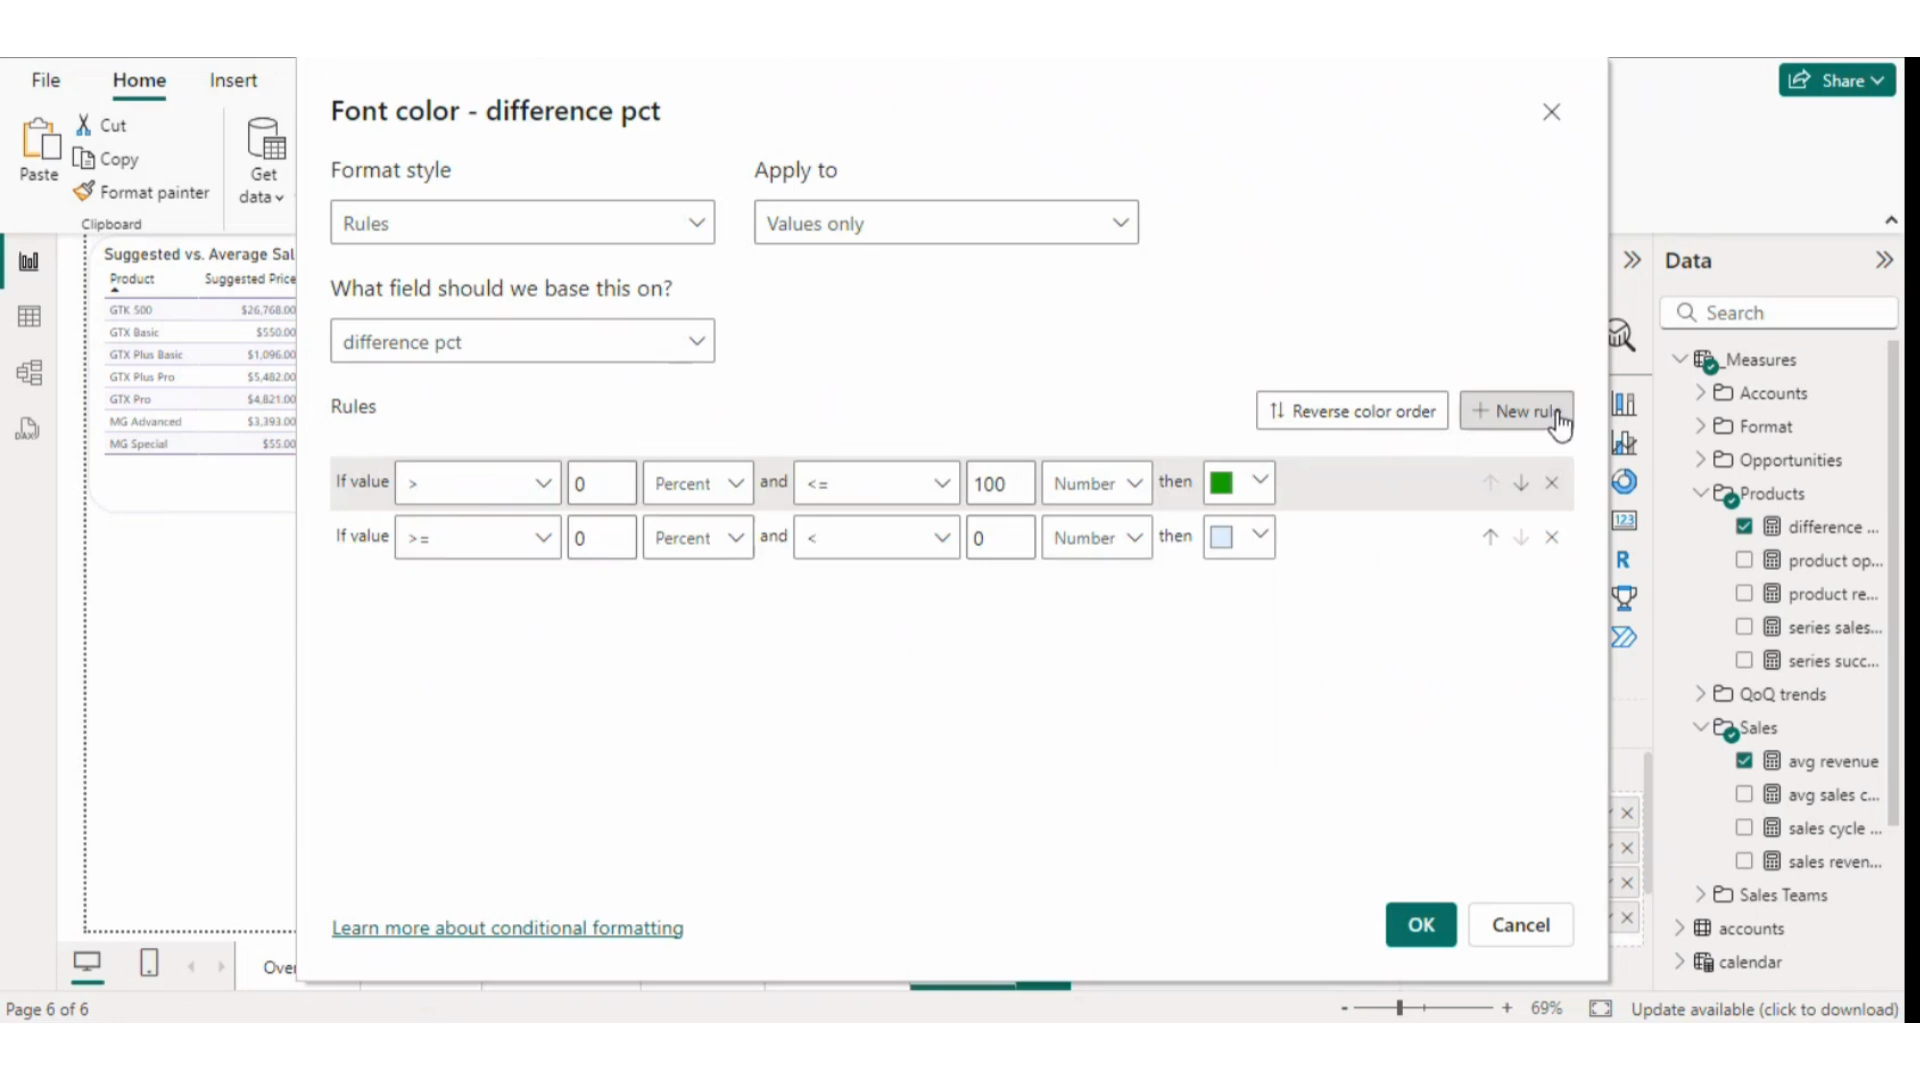 File Home Insert
Share
Paste
Cut
Copy
Format painter
Clipboard
Get
data
Font color - difference pct
Format style
Apply to
Rules
Values only
What field should we base this on?
difference pct
Rules
Reverse color order
+ New rule
If value > 0 Percent and <= 100 Number then
If value >= 0 Percent and < 0 Number then
Learn more about conditional formatting
OK
Cancel
Suggested vs. Average Sal
Product Suggested Price
GTK 500 $26,768.00
GTX Basic $550.00
GTX Plus Basic $1,096.00
GTX Plus Pro $5,482.00
GTX Pro $4,821.00
MG Advanced $3,393.00
MG Special $55.00
DAX
123
R
Data
Search
_Measures
Accounts
Format
Opportunities
Products
difference ...
product op...
product re...
series sales...
series succ...
QoQ trends
Sales
avg revenue
avg sales c...
sales cycle ...
sales reven...
Sales Teams
accounts
calendar
Over
Page 6 of 6
- + 69%
Update available (click to download)